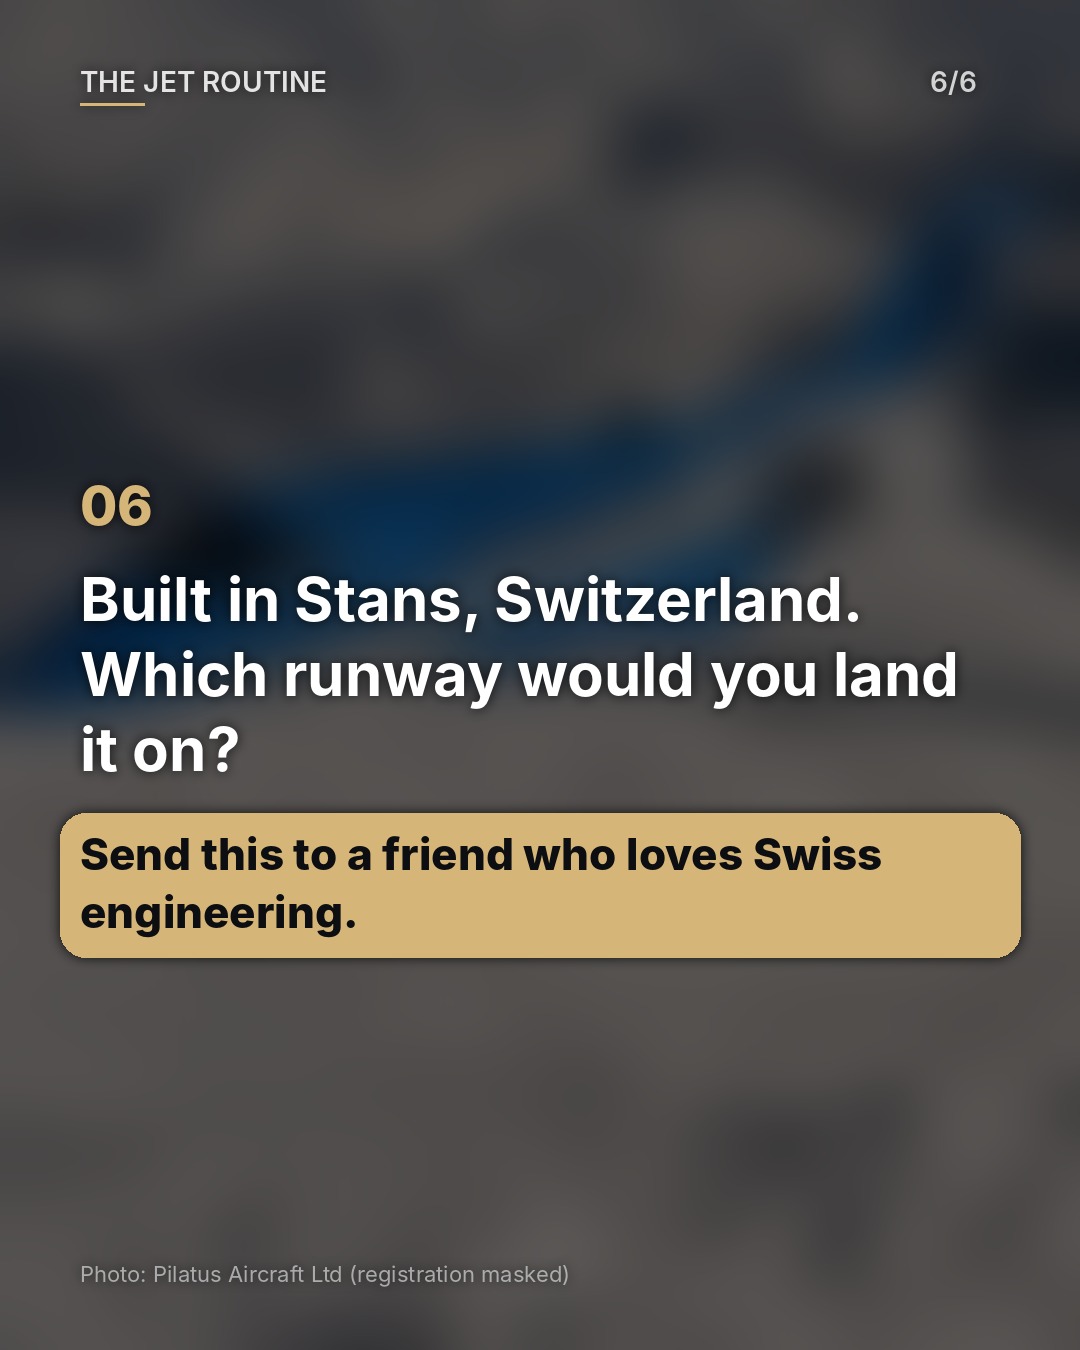 THE JET ROUTINE
6/6
06
Built in Stans, Switzerland.
Which runway would you land
it on?
Send this to a friend who loves Swiss
engineering.
Photo: Pilatus Aircraft Ltd (registration masked)